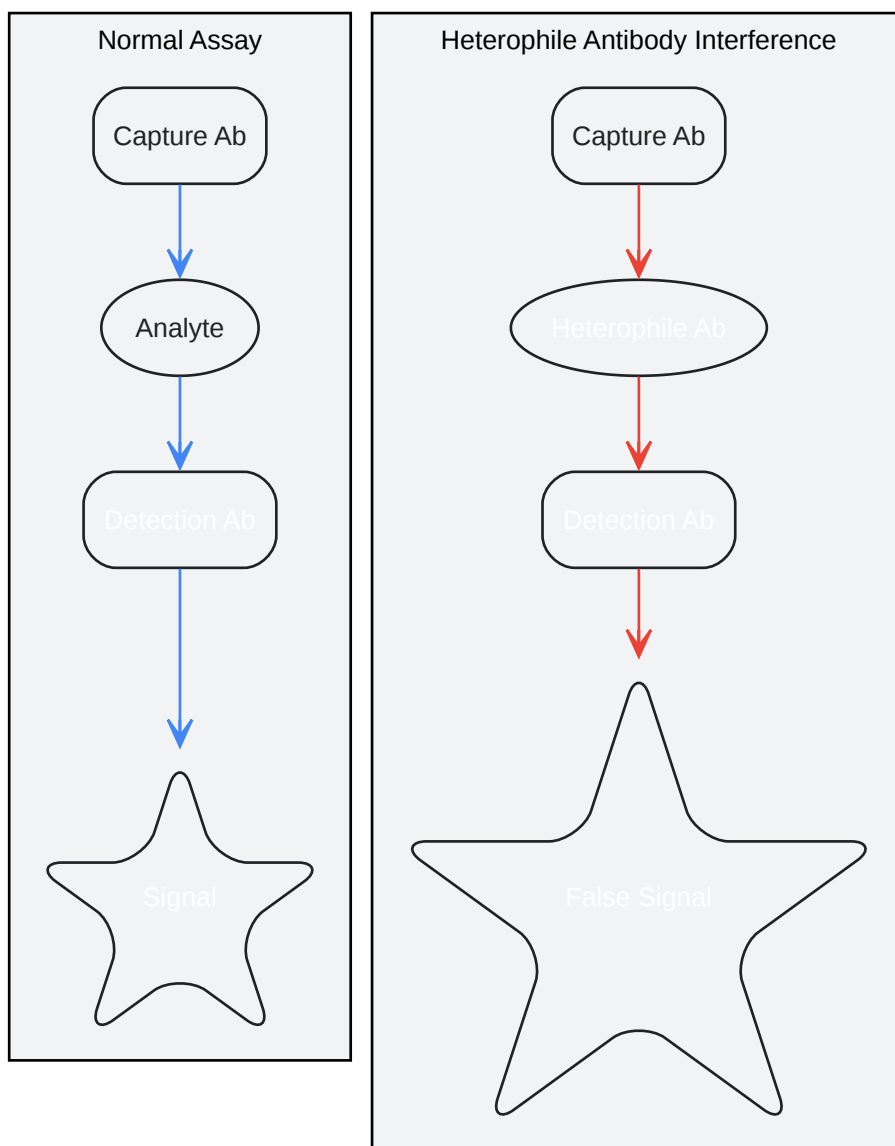 Normal Assay
Capture Ab
Analyte
Detection Ab
Signal
Heterophile Antibody Interference
Capture Ab
Heterophile Ab
Detection Ab
False Signal